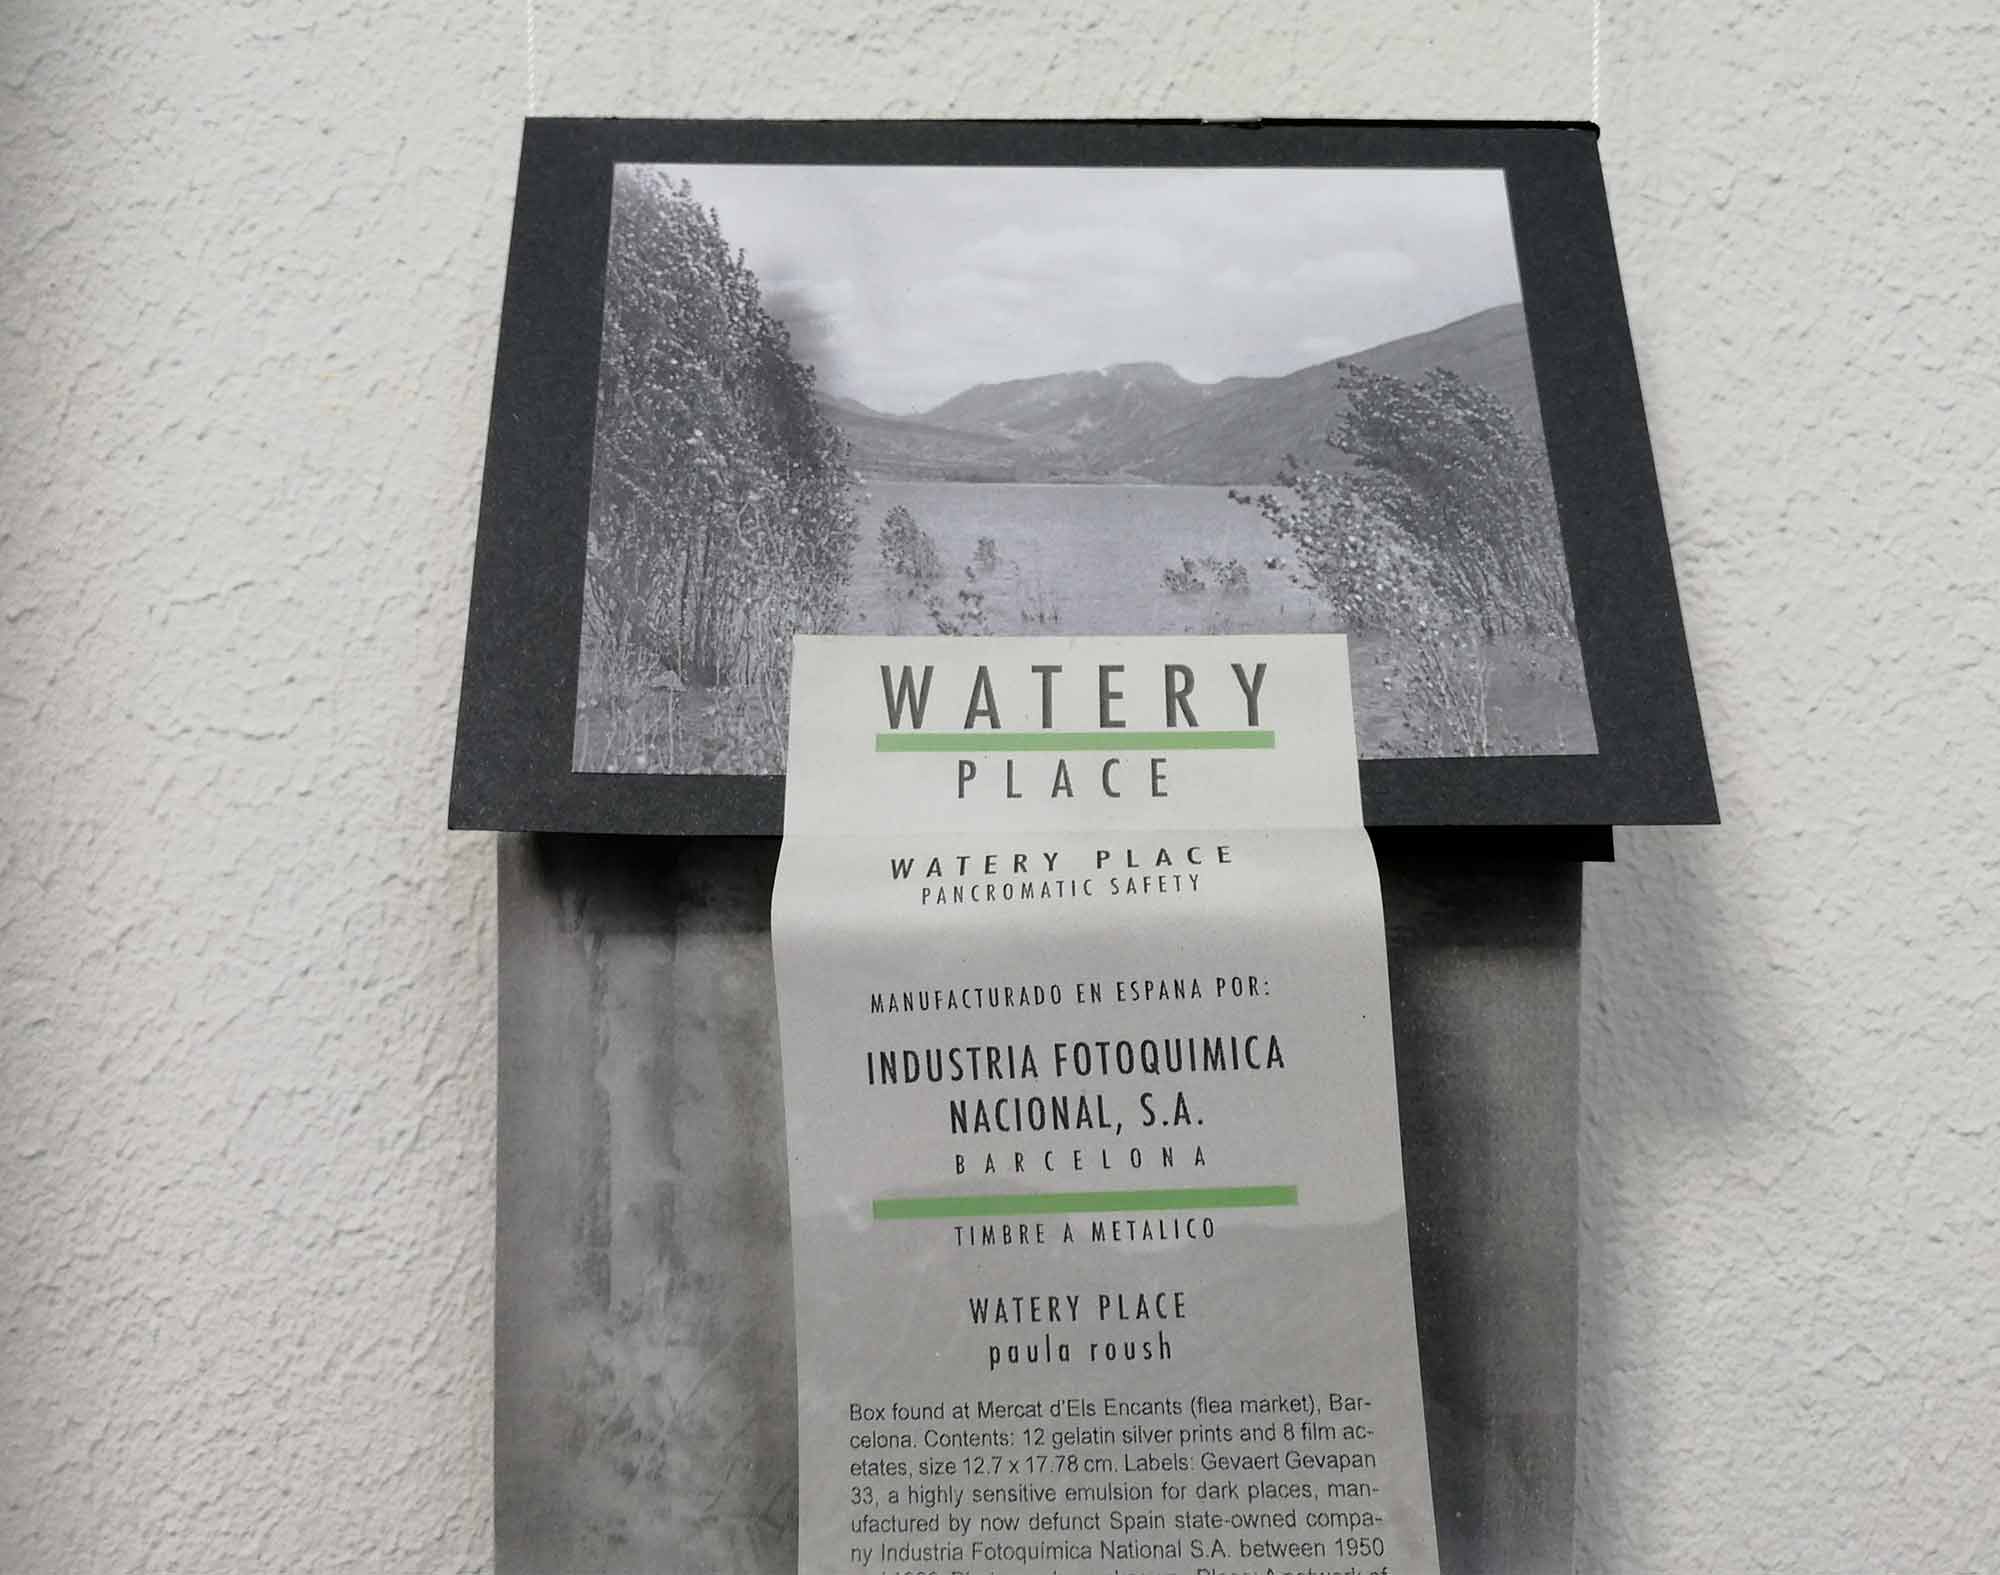 WATERY
PLACE
WATERY PLACE
PANCROMATIC SAFETY
MANUFACTURADO EN ESPANA POR:
INDUSTRIA FOTOQUIMICA
NACIONAL, S.A.
BARCELONA
TIMBRE A METALICO
WATERY PLACE
paula roush
Box found at Mercat d'Els Encants (flea market), Bar-
celona. Contents: 12 gelatin silver prints and 8 film ac-
etates, size 12.7 x 17.78 cm. Labels: Gevaert Gevapan
33, a highly sensitive emulsion for dark places, man-
ufactured by now defunct Spain state-owned compa-
ny Industria Fotoquímica National S.A. between 1950